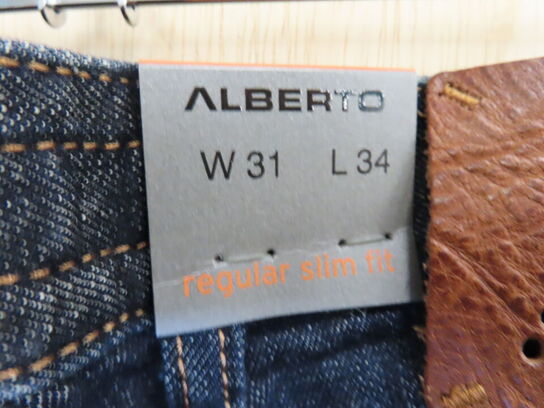 ALBERTO
W 31 L 34
regular slim fit